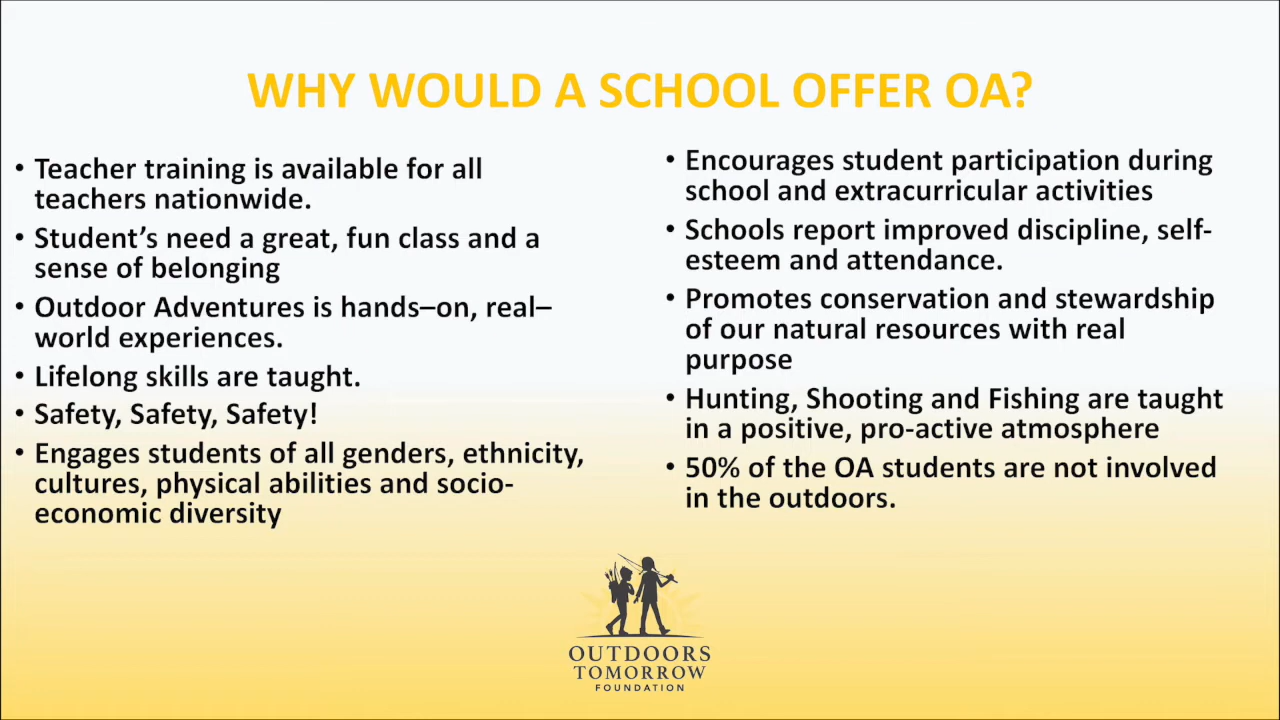 WHY WOULD A SCHOOL OFFER OA?
• Teacher training is available for all
teachers nationwide.
• Student’s need a great, fun class and a
sense of belonging
• Outdoor Adventures is hands–on, real–
world experiences.
• Lifelong skills are taught.
• Safety, Safety, Safety!
• Engages students of all genders, ethnicity,
cultures, physical abilities and socio-
economic diversity
• Encourages student participation during
school and extracurricular activities
• Schools report improved discipline, self-
esteem and attendance.
• Promotes conservation and stewardship
of our natural resources with real
purpose
• Hunting, Shooting and Fishing are taught
in a positive, pro-active atmosphere
• 50% of the OA students are not involved
in the outdoors.
OUTDOORS
TOMORROW
FOUNDATION